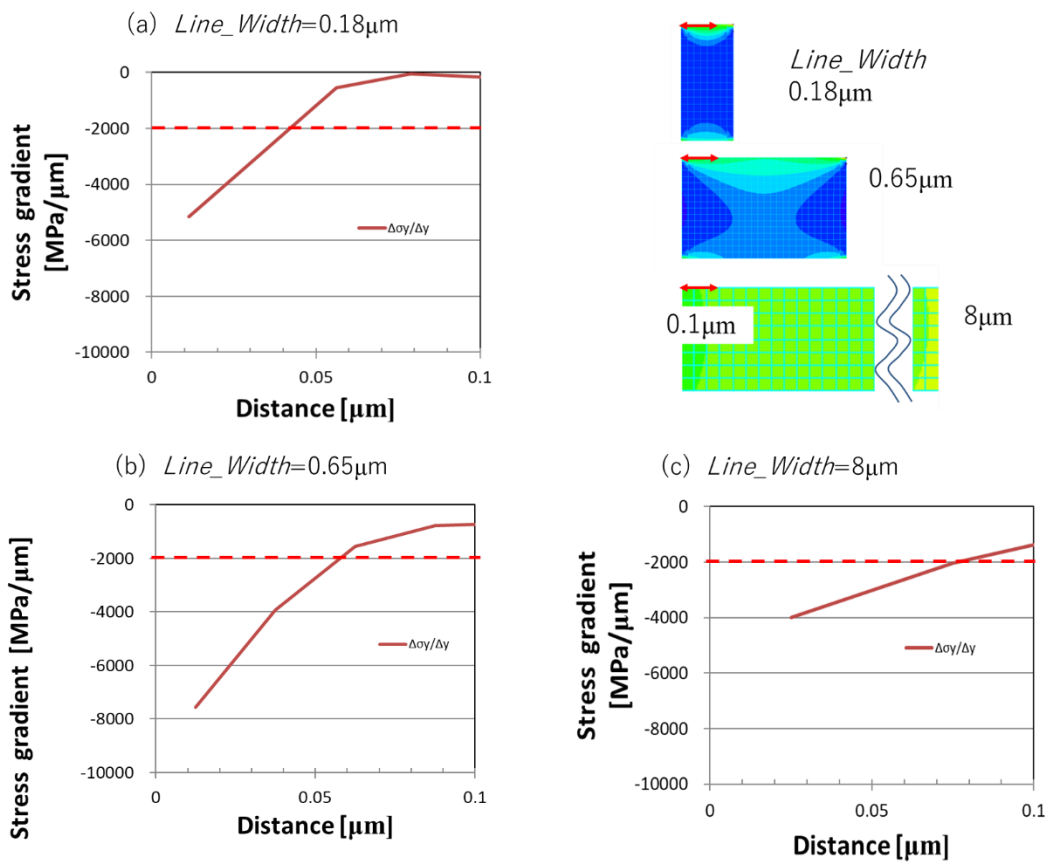 (a) Line_Width=0.18μm
0
-2000
-4000
-6000
-8000
-10000
Stress gradient
[MPa/μm]
Δσy/Δy
0
0.05
0.1
Distance [μm]
Line_Width
0.18μm
0.65μm
8μm
0.1μm
(b) Line_Width=0.65μm
0
-2000
-4000
-6000
-8000
-10000
Stress gradient [MPa/μm]
Δσy/Δy
0
0.05
0.1
Distance [μm]
(c) Line_Width=8μm
0
-2000
-4000
-6000
-8000
-10000
Stress gradient
[MPa/μm]
Δσy/Δy
0
0.05
0.1
Distance [μm]